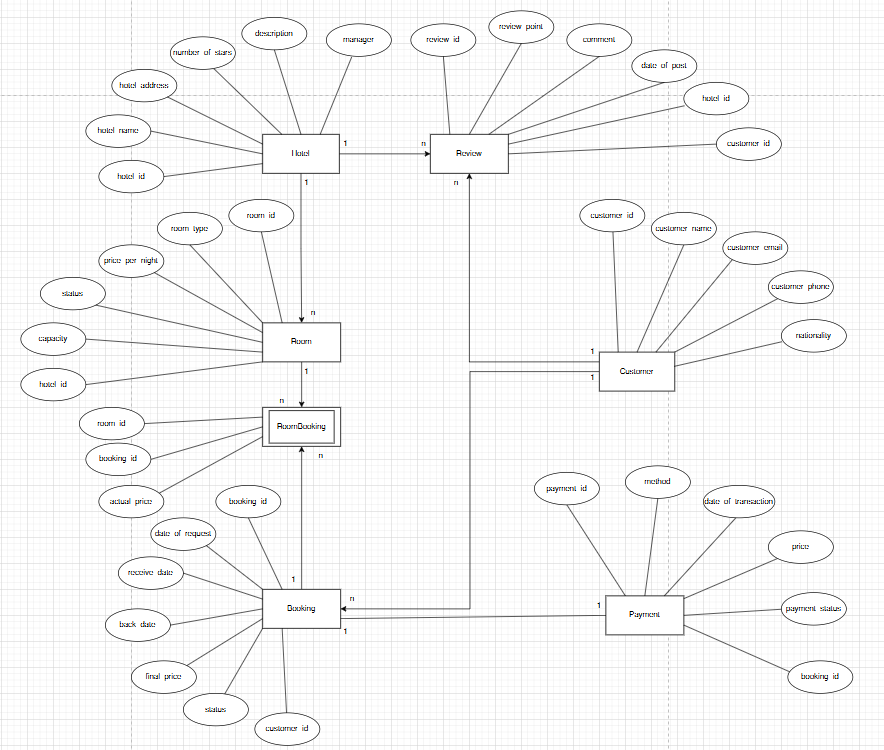 description
manager
review id
review point
comment
number of stars
date of post
hotel address
hotel id
hotel name
customer id
hotel id
1
n
Hotel
Review
1
n
room type
room id
customer id
customer name
customer email
price per night
status
customer phone
n
capacity
nationality
Room
1
1
Customer
hotel id
1
n
room id
RoomBooking
booking id
n
actual price
booking id
payment id
method
date of transaction
date of request
price
receive date
1
n
1
Booking
Payment
payment status
back date
1
final price
booking id
status
customer id